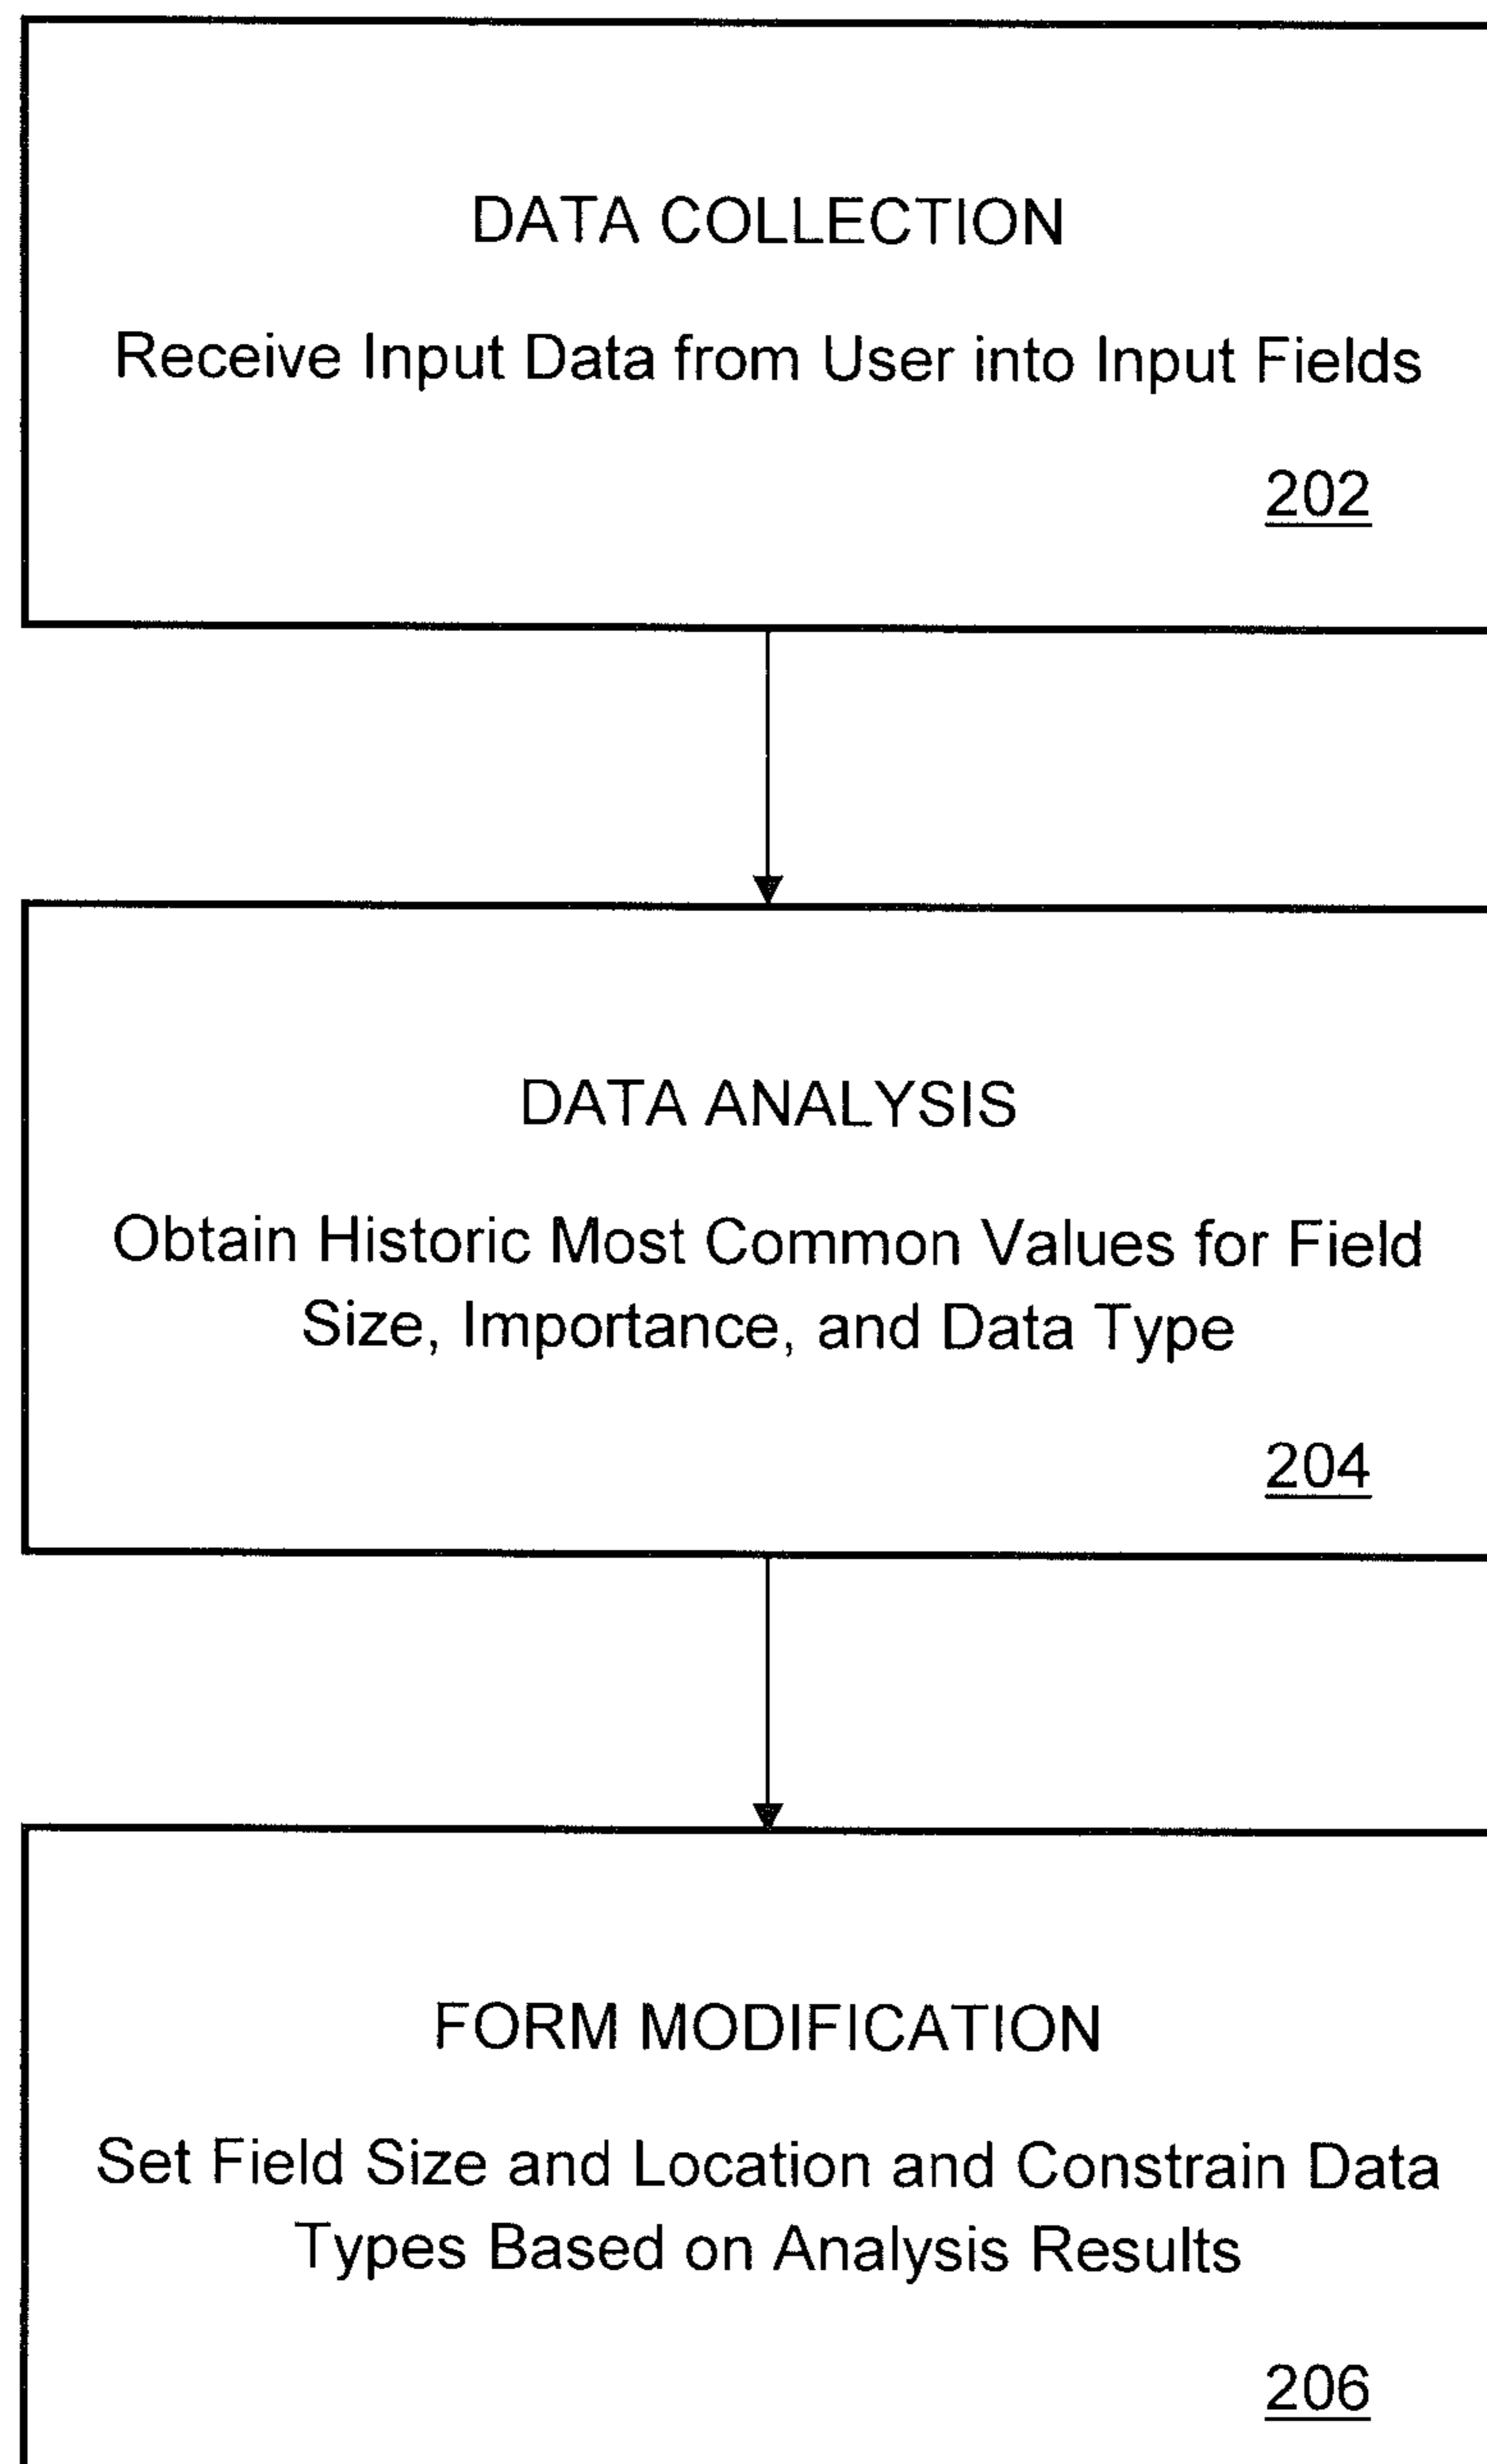 DATA COLLECTION
Receive Input Data from User into Input Fields
202
DATA ANALYSIS
Obtain Historic Most Common Values for Field
Size, Importance, and Data Type
204
FORM MODIFICATION
Set Field Size and Location and Constrain Data
Types Based on Analysis Results
206